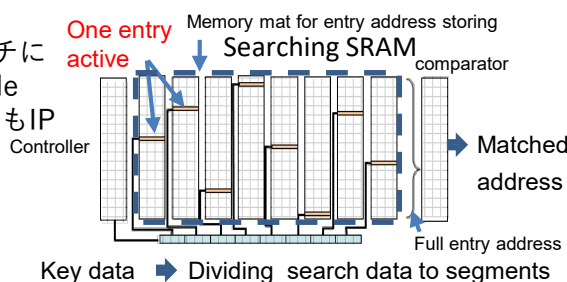 One entry
active
Memory mat for entry address storing
Searching SRAM
comparator
チに
le
もIP
Controller
Matched
address
Full entry address
Key data
Dividing search data to segments